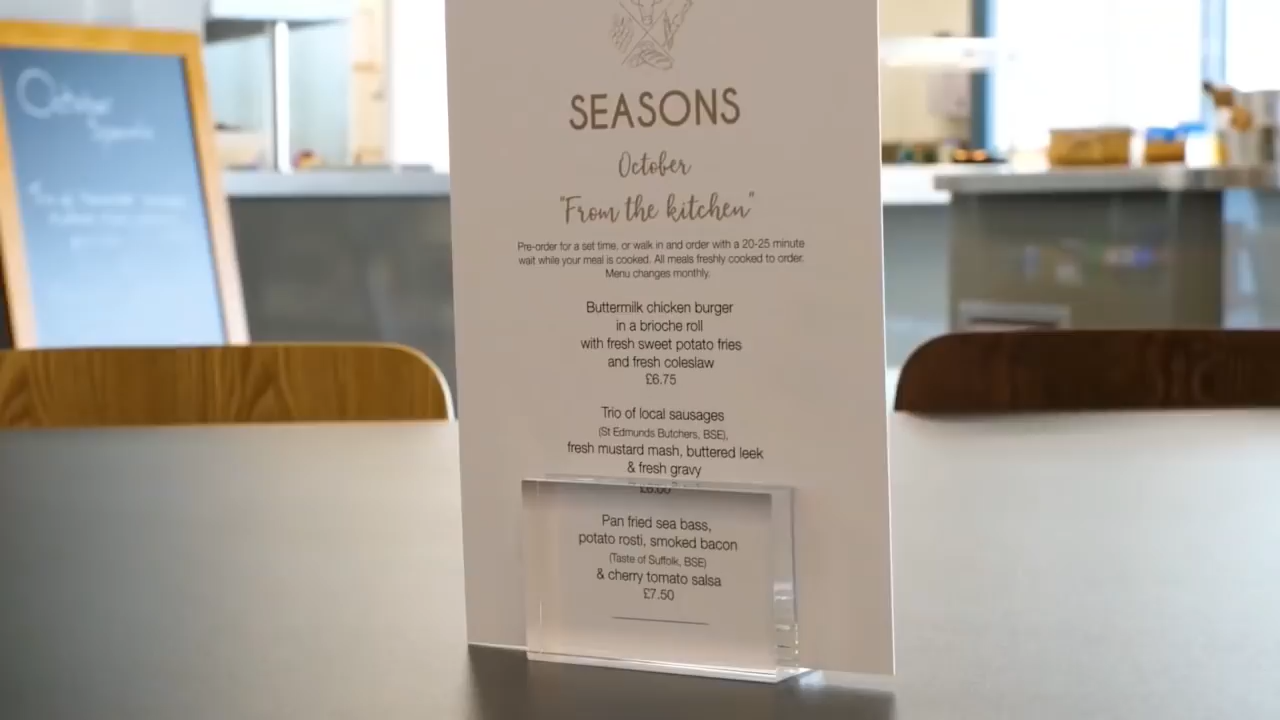 October
Specials
SEASONS
October
"From the kitchen"
Pre-order for a set time, or walk in and order with a 20-25 minute
wait while your meal is cooked. All meals freshly cooked to order.
Menu changes monthly.
Buttermilk chicken burger
in a brioche roll
with fresh sweet potato fries
and fresh coleslaw
£6.75
Trio of local sausages
(St Edmunds Butchers, BSE),
fresh mustard mash, buttered leek
& fresh gravy
£6.00
Pan fried sea bass,
potato rosti, smoked bacon
(Taste of Suffolk, BSE)
& cherry tomato salsa
£7.50